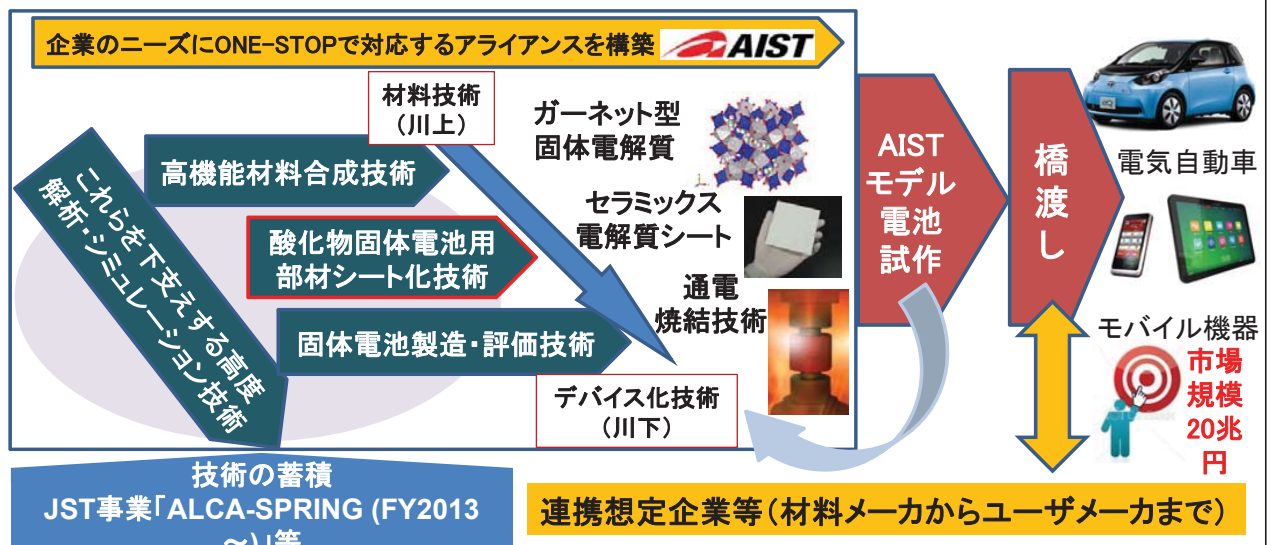 企業のニーズにONE-STOPで対応するアライアンスを構築
AIST
材料技術
(川上)
ガーネット型
固体電解質
高機能材料合成技術
これらを下支えする高度
解析・シミュレーション技術
セラミックス
電解質シート
酸化物固体電池用
部材シート化技術
通電
焼結技術
固体電池製造・評価技術
デバイス化技術
(川下)
AIST
モデル
電池
試作
橋
渡
し
電気自動車
モバイル機器
市場
規模
20兆
円
技術の蓄積
JST事業「ALCA-SPRING (FY2013
～)」等
連携想定企業等(材料メーカからユーザメーカまで)